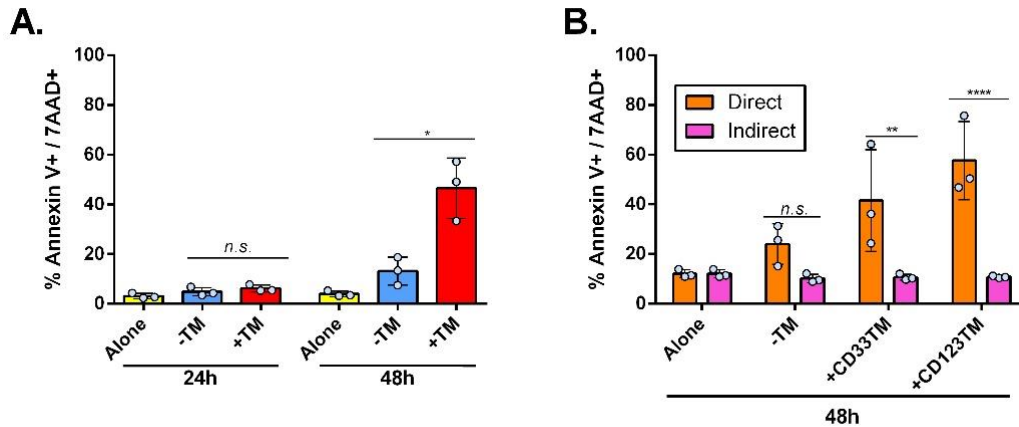 A.
% Annexin V+ / 7AAD+
100
80
60
40
20
0
n.s.
*
Alone
-TM
+TM
Alone
-TM
+TM
24h
48h
B.
% Annexin V+ / 7AAD+
100
80
60
40
20
0
Direct
Indirect
n.s.
**
****
Alone
-TM
+CD33TM
+CD123TM
48h